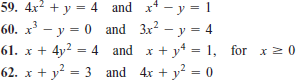 59. 4x² + y = 4 and x⁴ − y = 1
60. x³ − y = 0 and 3x² − y = 4
61. x + 4y² = 4 and x + y⁴ = 1, for x ≥ 0
62. x + y² = 3 and 4x + y² = 0